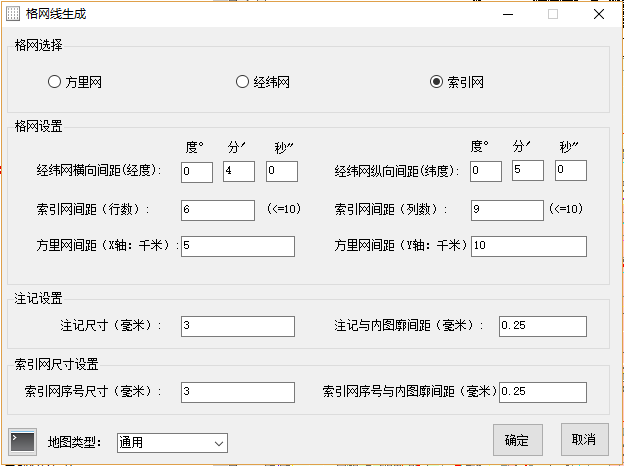 格网线生成
格网选择
方里网 经纬网 索引网
格网设置
度° 分′ 秒″ 度° 分′ 秒″
经纬网横向间距(经度): 0 4 0 经纬网纵向间距(纬度): 0 5 0
索引网间距（行数）: 6 (<=10) 索引网间距（列数）: 9 (<=10)
方里网间距（X轴：千米）: 5 方里网间距（Y轴：千米） 10
注记设置
注记尺寸（毫米）: 3 注记与内图廓间距（毫米）: 0.25
索引网尺寸设置
索引网序号尺寸（毫米）: 3 索引网序号与内图廓间距（毫米） 0.25
地图类型: 通用 确定 取消